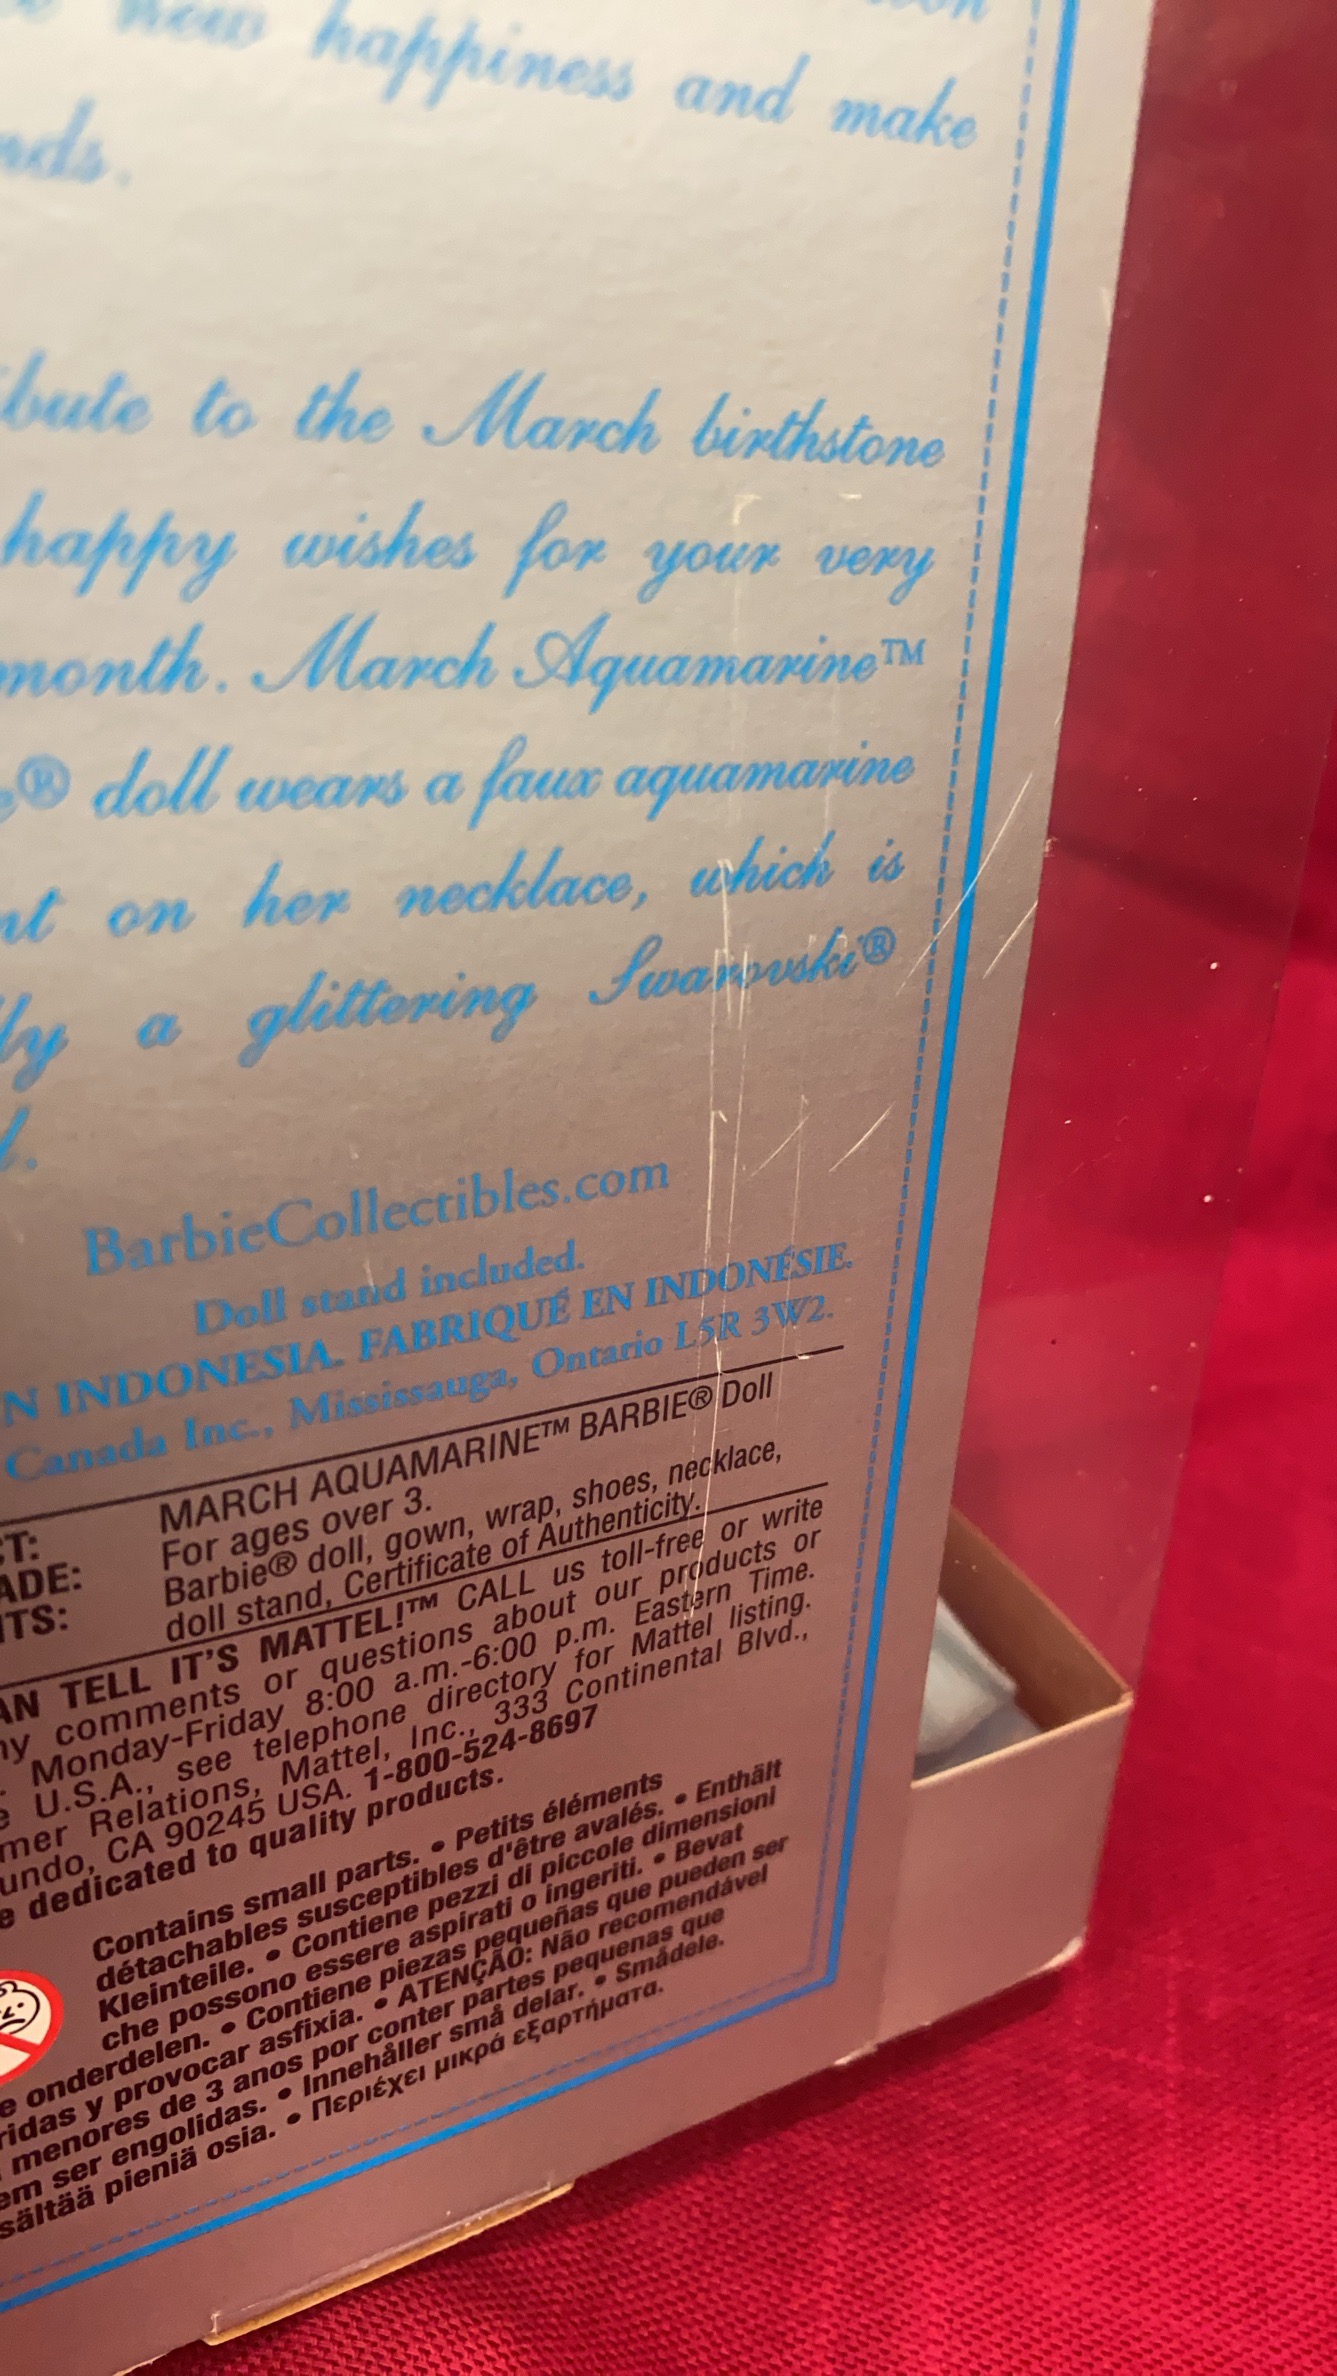 new happiness and make
nds.
bute to the March birthstone
happy wishes for your very
month. March Aquamarine™
® doll wears a faux aquamarine
nt on her necklace, which is
ly a glittering Swarovski®
l.
BarbieCollectibles.com
Doll stand included.
N INDONESIA. FABRIQUÉ EN INDONÉSIE.
Canada Inc., Mississauga, Ontario L5R 3W2.
CT: MARCH AQUAMARINE™ BARBIE® Doll
ADE: For ages over 3.
NTS: Barbie® doll, gown, wrap, shoes, necklace,
doll stand, Certificate of Authenticity.
AN TELL IT'S MATTEL!™ CALL us toll-free or write
ny comments or questions about our products or
Monday-Friday 8:00 a.m.-6:00 p.m. Eastern Time.
e U.S.A., see telephone directory for Mattel listing.
mer Relations, Mattel, Inc., 333 Continental Blvd.,
undo, CA 90245 USA. 1-800-524-8697
e dedicated to quality products.
Contains small parts. • Petits éléments
détachables susceptibles d'être avalés. • Enthält
Kleinteile. • Contiene pezzi di piccole dimensioni
che possono essere aspirati o ingeriti. • Bevat
e onderdelen. • Contiene piezas pequeñas que pueden ser
ridas y provocar asfixia. • ATENÇÃO: Não recomendável
menores de 3 anos por conter partes pequenas que
em ser engolidas. • Innehåller små delar. • Smådele.
sältää pieniä osia. • Περιέχει μικρά εξαρτήματα.